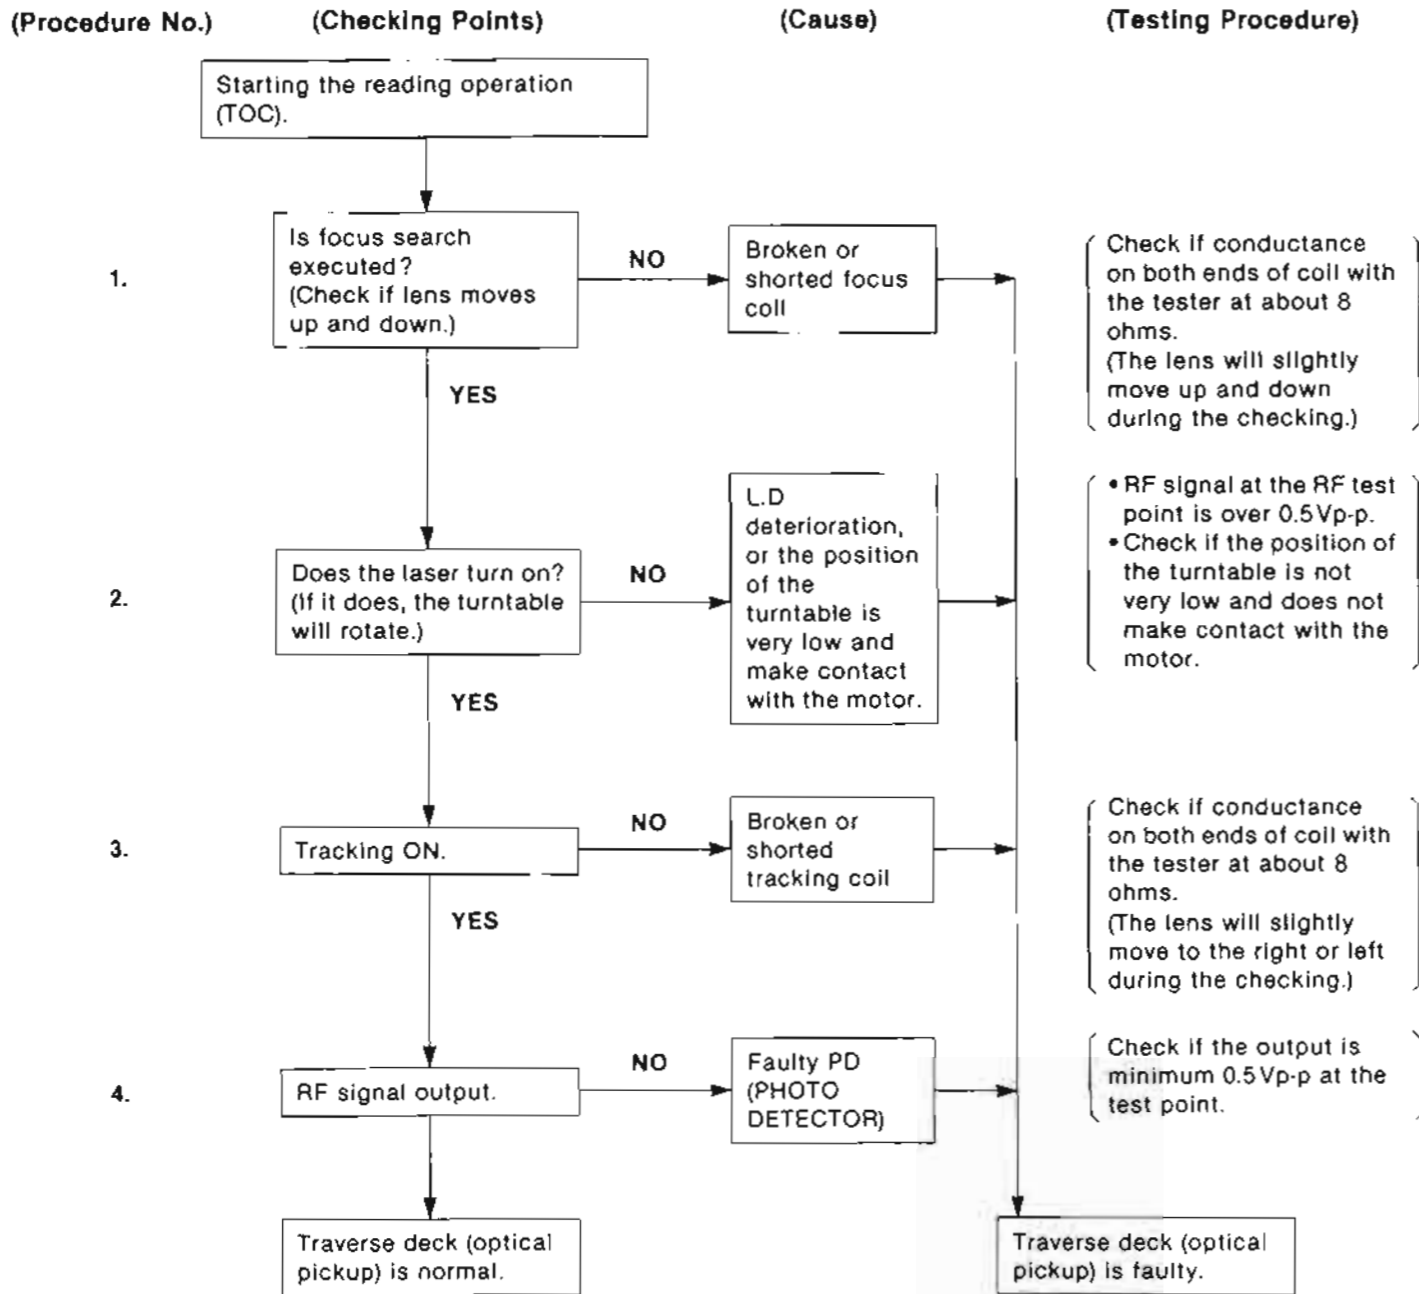 (Procedure No.)
(Checking Points)
(Cause)
(Testing Procedure)
Starting the reading operation
(TOC).
1.
Is focus search
executed?
(Check if lens moves
up and down.)
NO
Broken or
shorted focus
coil
Check if conductance
on both ends of coil with
the tester at about 8
ohms.
(The lens will slightly
move up and down
during the checking.)
YES
2.
Does the laser turn on?
(If it does, the turntable
will rotate.)
NO
L.D
deterioration,
or the position
of the
turntable is
very low and
make contact
with the motor.
• RF signal at the RF test
point is over 0.5Vp-p.
• Check if the position of
the turntable is not
very low and does not
make contact with the
motor.
YES
3.
Tracking ON.
NO
Broken or
shorted
tracking coil
Check if conductance
on both ends of coil with
the tester at about 8
ohms.
(The lens will slightly
move to the right or left
during the checking.)
YES
4.
RF signal output.
NO
Faulty PD
(PHOTO
DETECTOR)
Check if the output is
minimum 0.5Vp-p at the
test point.
Traverse deck (optical
pickup) is normal.
Traverse deck (optical
pickup) is faulty.